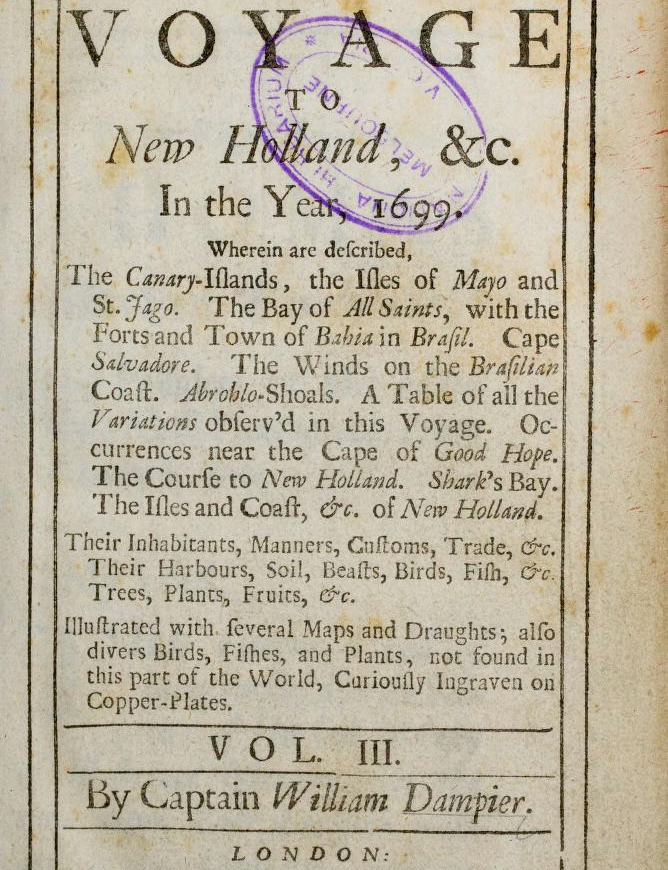 VOYAGE
TO
New Holland, &c.
In the Year, 1699.
Wherein are deſcribed,
The Canary-Iſlands, the Iſles of Mayo and
St. Jago. The Bay of All Saints, with the
Forts and Town of Bahia in Braſil. Cape
Salvadore. The Winds on the Braſilian
Coaſt. Abrohlo-Shoals. A Table of all the
Variations obſerv'd in this Voyage. Oc-
currences near the Cape of Good Hope.
The Courſe to New Holland. Shark's Bay.
The Iſles and Coaſt, &c. of New Holland.
Their Inhabitants, Manners, Cuſtoms, Trade, &c.
Their Harbours, Soil, Beaſts, Birds, Fiſh, &c.
Trees, Plants, Fruits, &c.
Illuſtrated with ſeveral Maps and Draughts; alſo
divers Birds, Fiſhes, and Plants, not found in
this part of the World, Curiouſly Ingraven on
Copper-Plates.
VOL. III.
By Captain William Dampier.
LONDON:
MELBOURNE